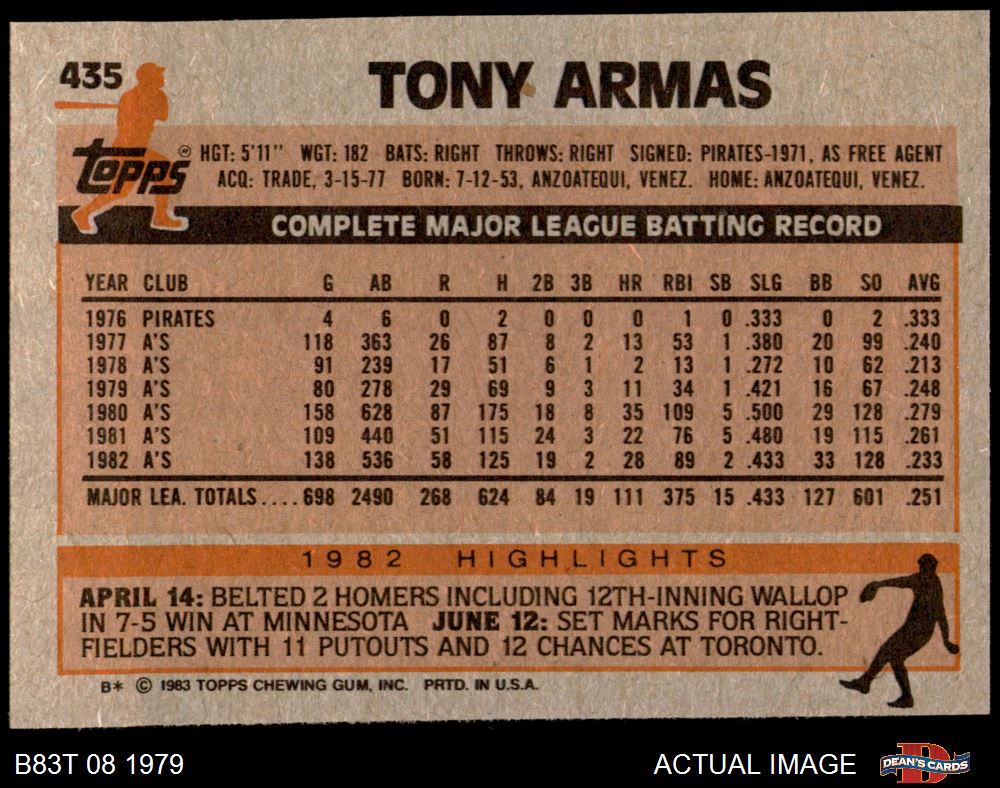 435
TONY ARMAS
Topps®
HGT: 5'11" WGT: 182 BATS: RIGHT THROWS: RIGHT SIGNED: PIRATES-1971, AS FREE AGENT
ACQ: TRADE, 3-15-77 BORN: 7-12-53, ANZOATEQUI, VENEZ. HOME: ANZOATEQUI, VENEZ.
COMPLETE MAJOR LEAGUE BATTING RECORD
YEAR CLUB G AB R H 2B 3B HR RBI SB SLG BB SO AVG
1976 PIRATES 4 6 0 2 0 0 0 1 0 .333 0 2 .333
1977 A'S 118 363 26 87 8 2 13 53 1 .380 20 99 .240
1978 A'S 91 239 17 51 6 1 2 13 1 .272 10 62 .213
1979 A'S 80 278 29 69 9 3 11 34 1 .421 16 67 .248
1980 A'S 158 628 87 175 18 8 35 109 5 .500 29 128 .279
1981 A'S 109 440 51 115 24 3 22 76 5 .480 19 115 .261
1982 A'S 138 536 58 125 19 2 28 89 2 .433 33 128 .233
MAJOR LEA. TOTALS.... 698 2490 268 624 84 19 111 375 15 .433 127 601 .251
1982 HIGHLIGHTS
APRIL 14: BELTED 2 HOMERS INCLUDING 12TH-INNING WALLOP
IN 7-5 WIN AT MINNESOTA JUNE 12: SET MARKS FOR RIGHT-
FIELDERS WITH 11 PUTOUTS AND 12 CHANCES AT TORONTO.
B* © 1983 TOPPS CHEWING GUM, INC. PRTD. IN U.S.A.
B83T 08 1979 ACTUAL IMAGE
D
DEAN'S CARDS